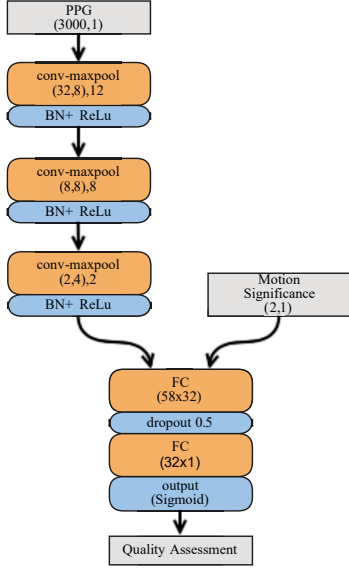 PPG
(3000,1)
conv-maxpool
(32,8),12
BN+ ReLu
conv-maxpool
(8,8),8
BN+ ReLu
conv-maxpool
(2,4),2
BN+ ReLu
Motion
Significance
(2,1)
FC
(58x32)
dropout 0.5
FC
(32x1)
output
(Sigmoid)
Quality Assessment